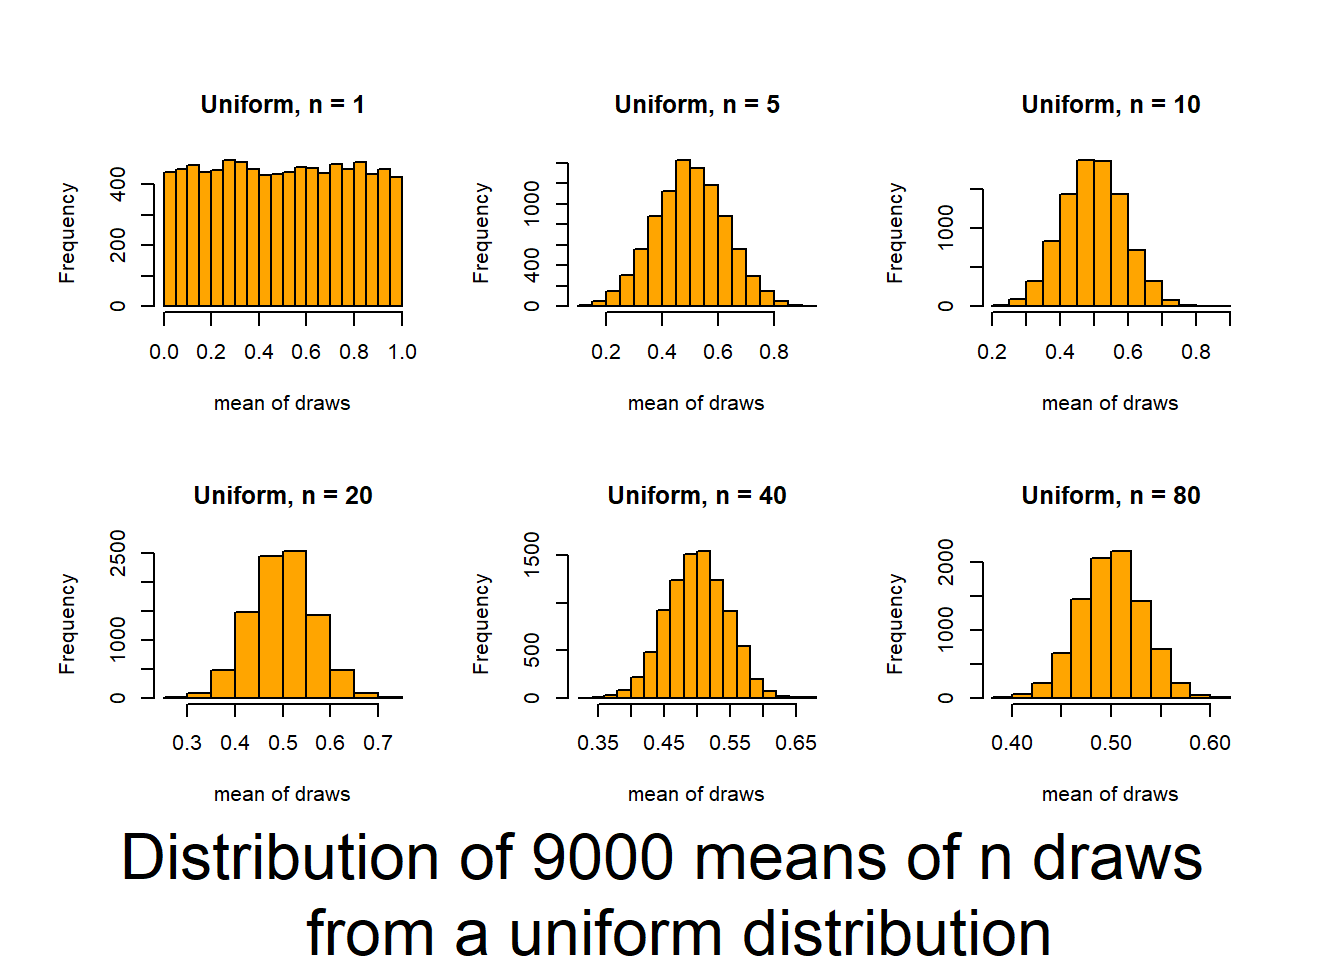 Uniform, n = 1
Frequency
0 200 400
0.0 0.2 0.4 0.6 0.8 1.0
mean of draws
Uniform, n = 5
Frequency
0 400 1000
0.2 0.4 0.6 0.8
mean of draws
Uniform, n = 10
Frequency
0 1000
0.2 0.4 0.6 0.8
mean of draws
Uniform, n = 20
Frequency
0 1000 2500
0.3 0.4 0.5 0.6 0.7
mean of draws
Uniform, n = 40
Frequency
0 500 1500
0.35 0.45 0.55 0.65
mean of draws
Uniform, n = 80
Frequency
0 1000 2000
0.40 0.50 0.60
mean of draws
Distribution of 9000 means of n draws
from a uniform distribution